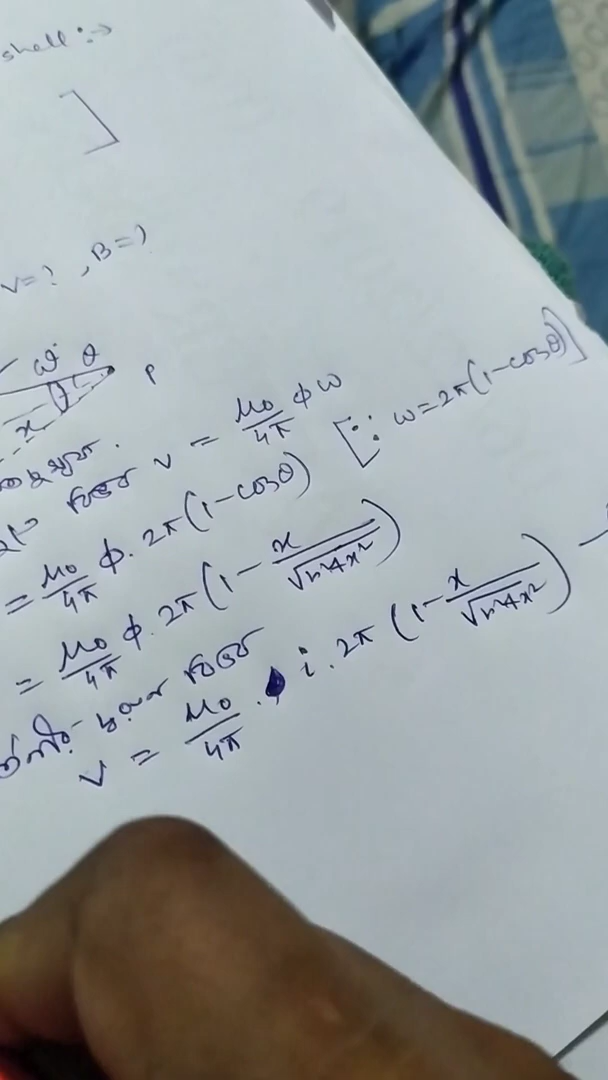 shell :→
]
V=? , B=?
ω θ
P
x
V = μ₀/4π φ ω [∵ ω=2π(1-cosθ)]
= μ₀/4π φ. 2π(1-cosθ)
= μ₀/4π φ. 2π(1- x/√(r²+x²))
V = μ₀/4π . i. 2π (1- x/√(r²+x²)) —